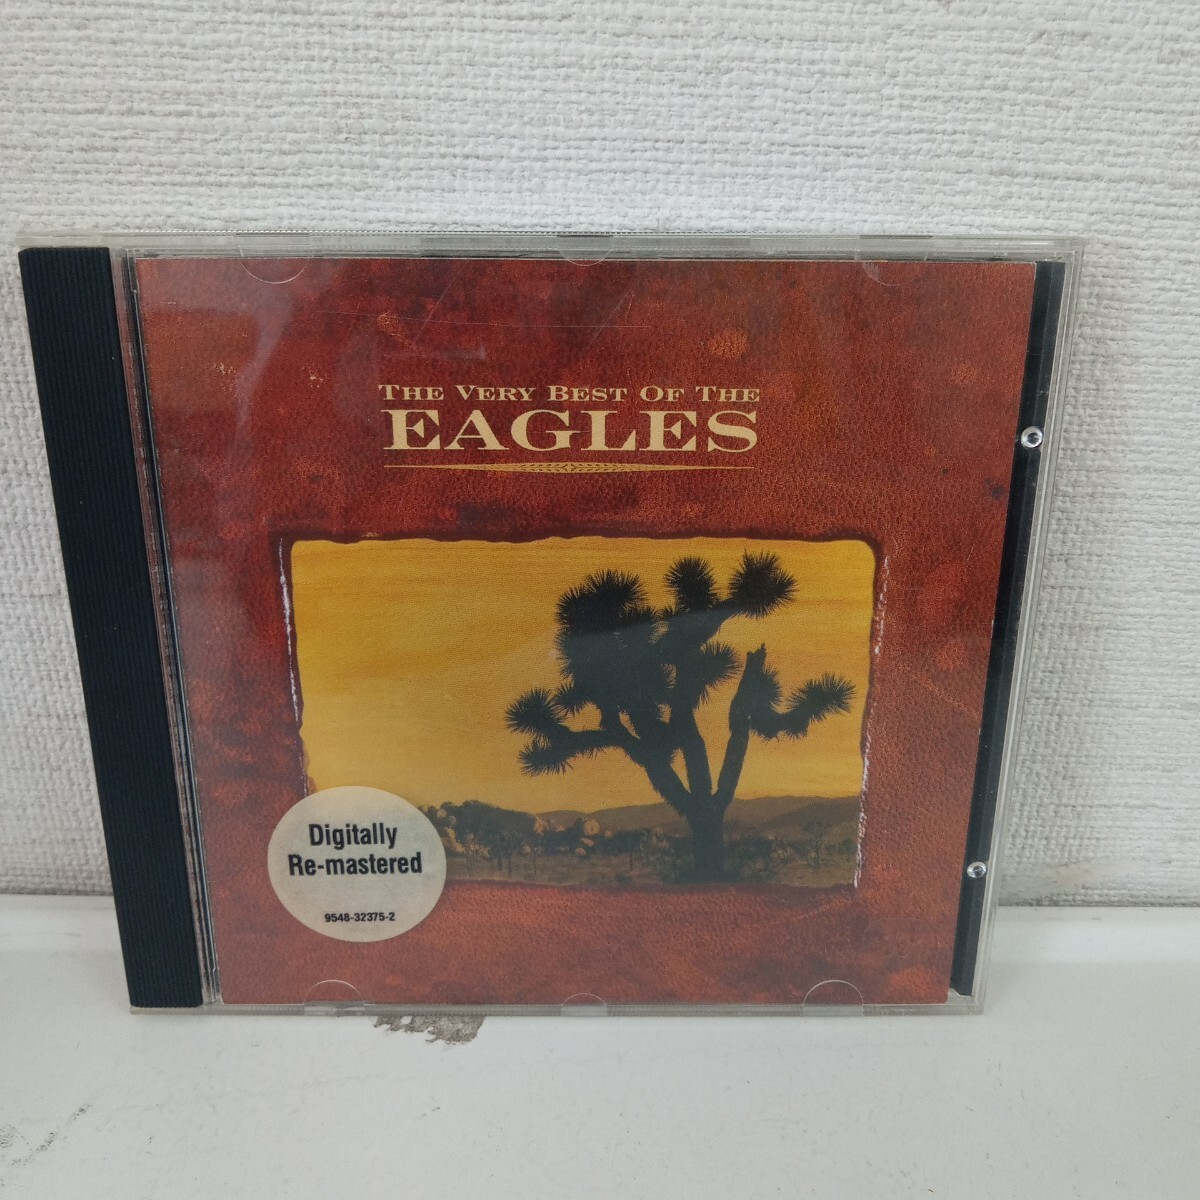 THE VERY BEST OF THE
EAGLES
Digitally
Re-mastered
9548-32375-2